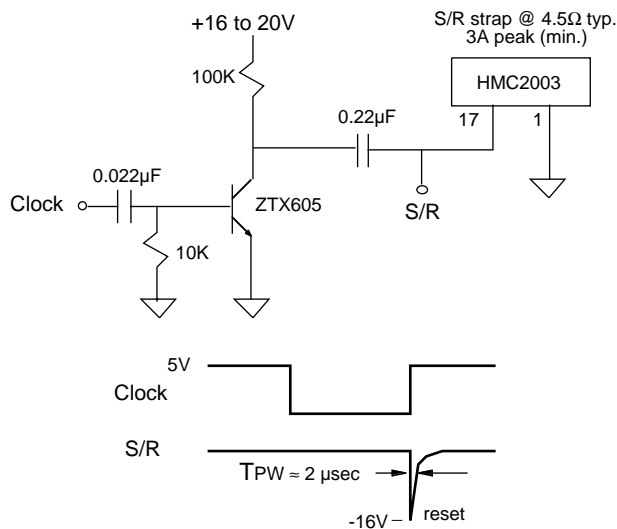 S/R strap @ 4.5Ω typ.
3A peak (min.)
+16 to 20V
HMC2003
100K
17
1
0.22µF
0.022µF
Clock
ZTX605
S/R
10K
5V
Clock
S/R
TPW ≈ 2 µsec
-16V
reset